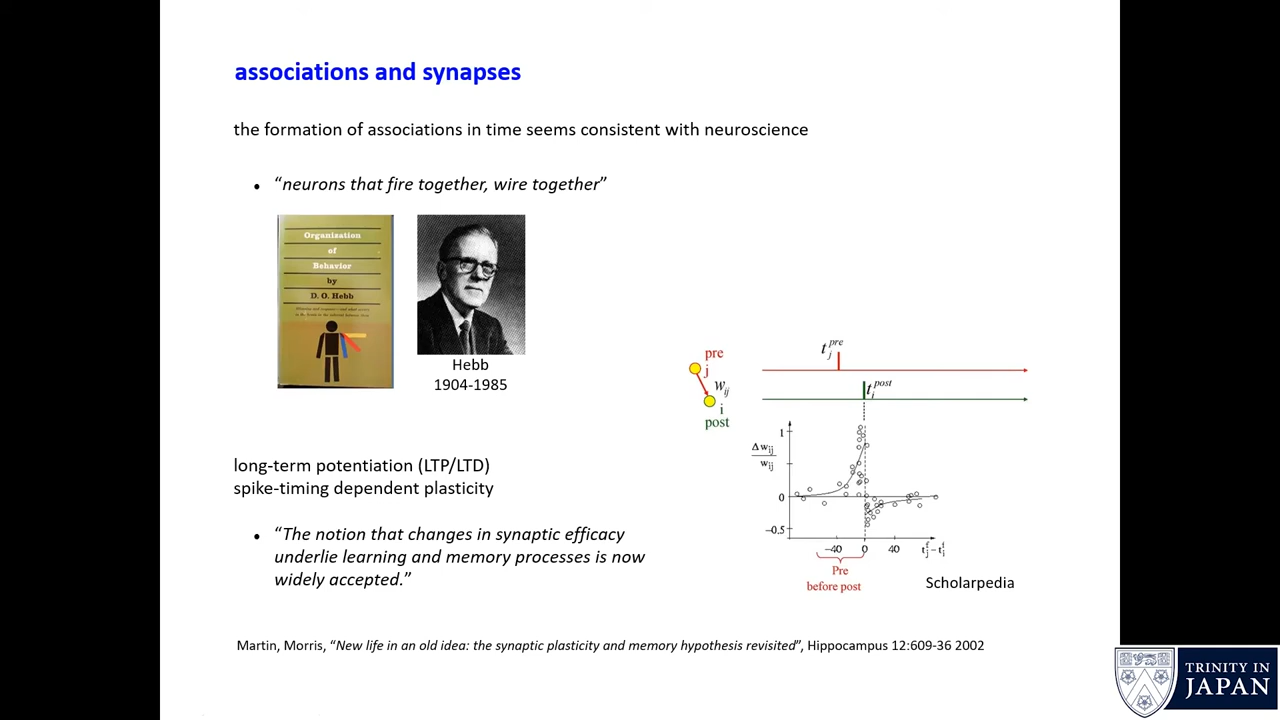 associations and synapses
the formation of associations in time seems consistent with neuroscience
• “neurons that fire together, wire together”
Organization
of
Behavior
by
D. O. Hebb
Hebb
1904-1985
pre
j
w_ij
i
post
t_j^pre
t_i^post
Δw_ij
w_ij
1
0
-0.5
−40 0 40
t_j^f − t_i^f
Pre
before post
Scholarpedia
long-term potentiation (LTP/LTD)
spike-timing dependent plasticity
• “The notion that changes in synaptic efficacy
underlie learning and memory processes is now
widely accepted.”
Martin, Morris, “New life in an old idea: the synaptic plasticity and memory hypothesis revisited”, Hippocampus 12:609-36 2002
TRINITY IN
JAPAN